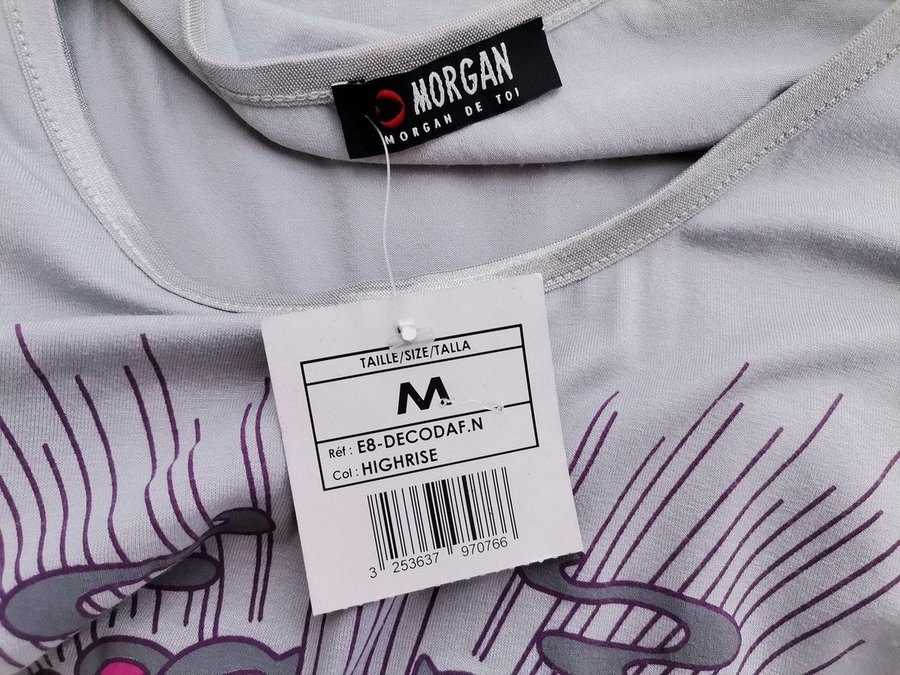 MORGAN
MORGAN DE TOI
TAILLE/SIZE/TALLA
M
Réf : E8-DECODAF.N
Col : HIGHRISE
3 253637 970766